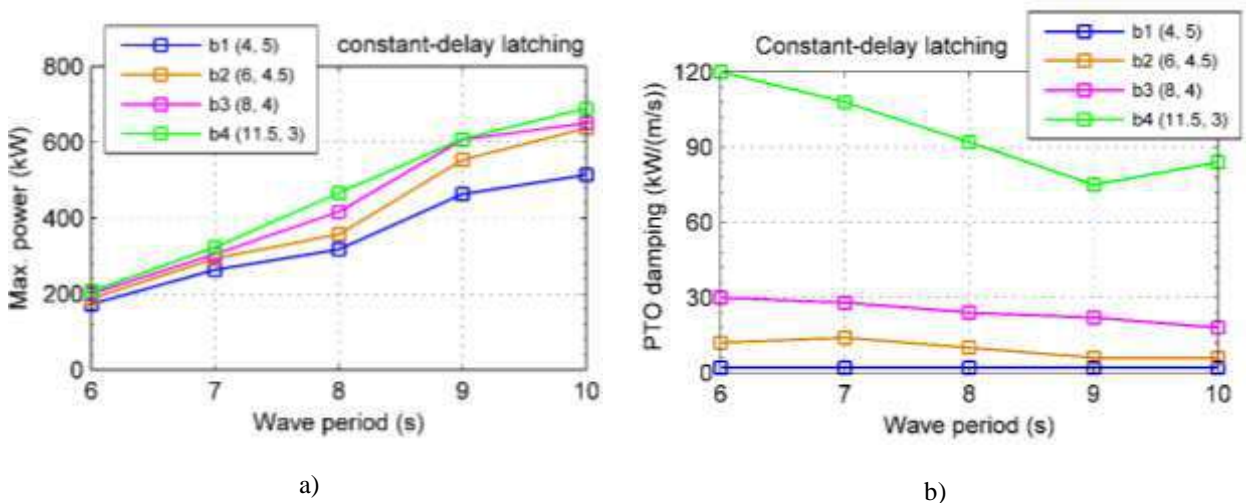 b1 (4, 5)
b2 (6, 4.5)
b3 (8, 4)
b4 (11.5, 3)
constant-delay latching
800
600
400
200
0
Max. power (kW)
6 7 8 9 10
Wave period (s)
a)
b1 (4, 5)
b2 (6, 4.5)
b3 (8, 4)
b4 (11.5, 3)
Constant-delay latching
120
90
60
30
0
PTO damping (kW/(m/s))
6 7 8 9 10
Wave period (s)
b)